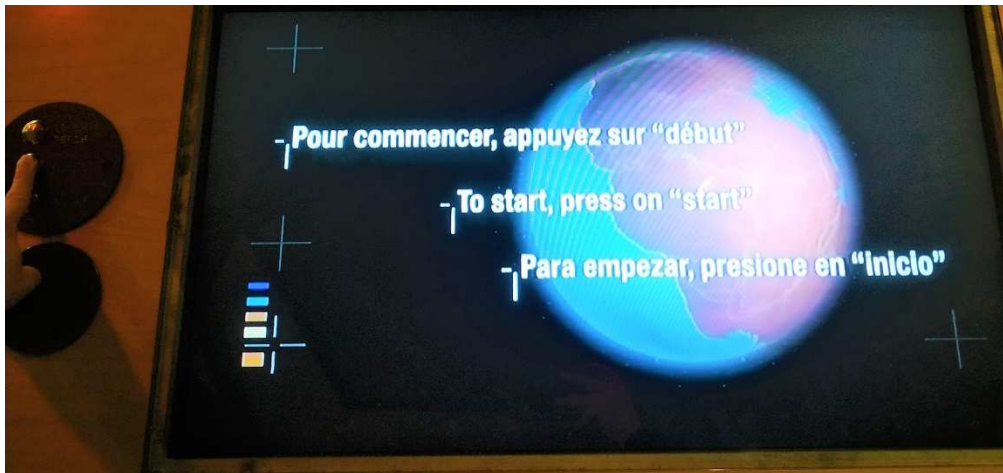 Pour commencer, appuyez sur “début”
To start, press on “start”
Para empezar, presione en “inicio”